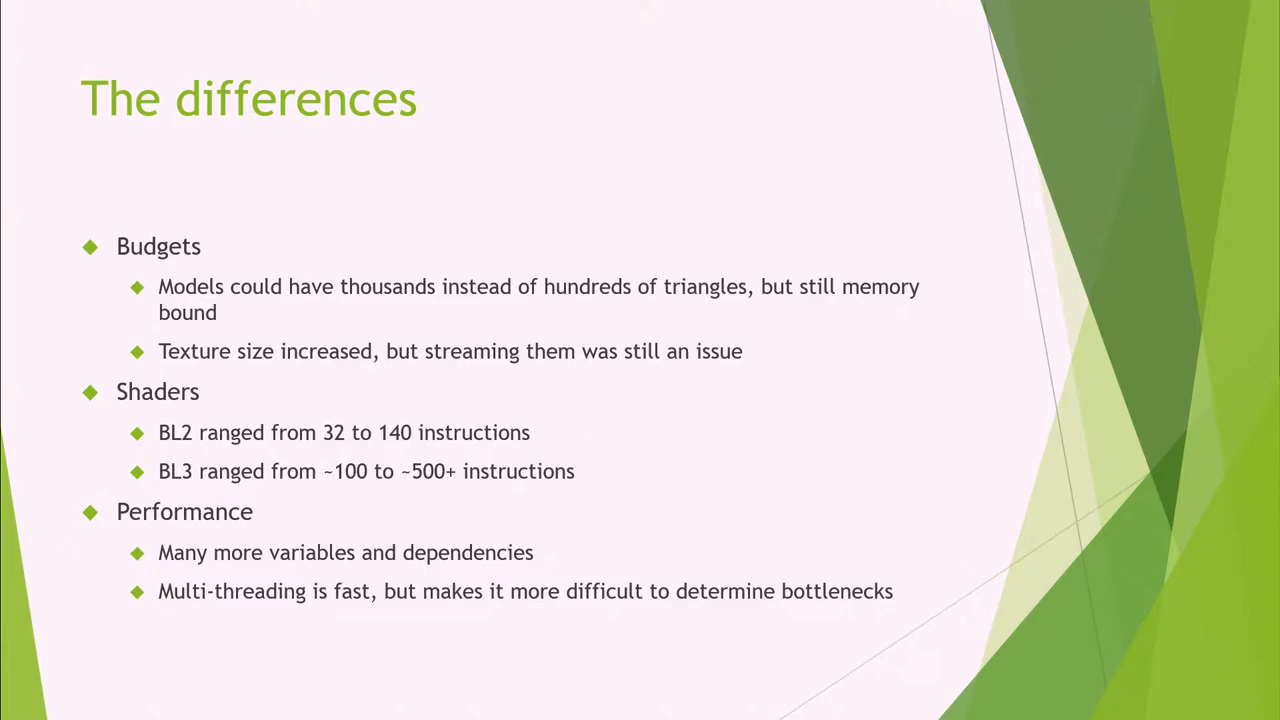 The differences
Budgets
Models could have thousands instead of hundreds of triangles, but still memory
bound
Texture size increased, but streaming them was still an issue
Shaders
BL2 ranged from 32 to 140 instructions
BL3 ranged from ~100 to ~500+ instructions
Performance
Many more variables and dependencies
Multi-threading is fast, but makes it more difficult to determine bottlenecks